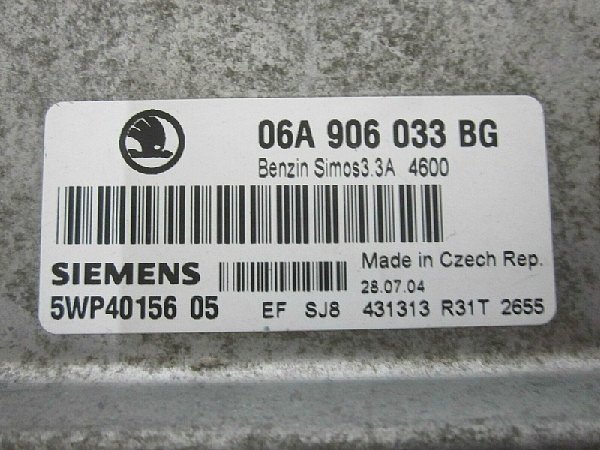 06A 906 033 BG
Benzin Simos3.3A 4600
SIEMENS
Made in Czech Rep.
28.07.04
5WP40156 05 EF SJ8 431313 R31T 2655